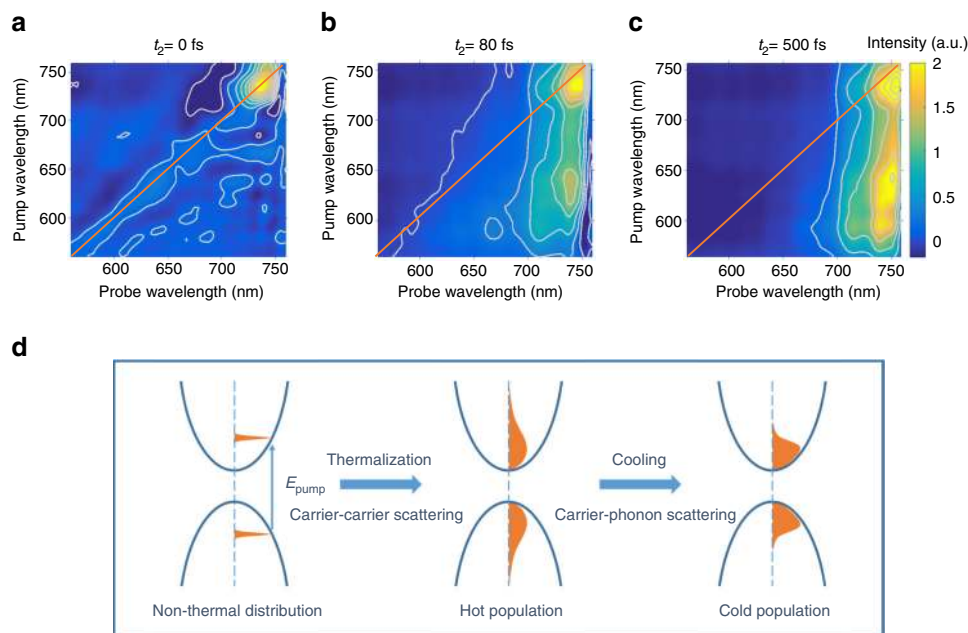 a
t₂= 0 fs
b
t₂= 80 fs
c
t₂= 500 fs
Intensity (a.u.)
Pump wavelength (nm)
750
700
650
600
600 650 700 750
Probe wavelength (nm)
Pump wavelength (nm)
750
700
650
600
600 650 700 750
Probe wavelength (nm)
Pump wavelength (nm)
750
700
650
600
600 650 700 750
Probe wavelength (nm)
2
1.5
1
0.5
0
d
Thermalization
Cooling
E pump
Carrier-carrier scattering
Carrier-phonon scattering
Non-thermal distribution
Hot population
Cold population